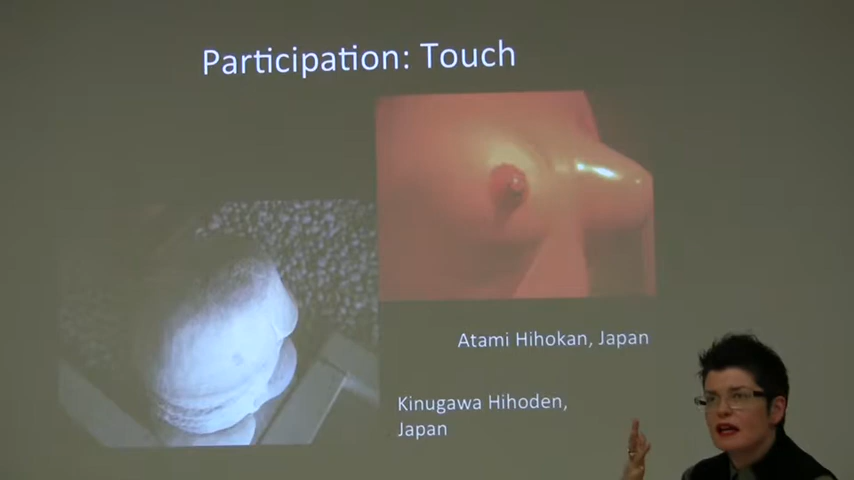 Participation: Touch
Atami Hihokan, Japan
Kinugawa Hihoden,
Japan